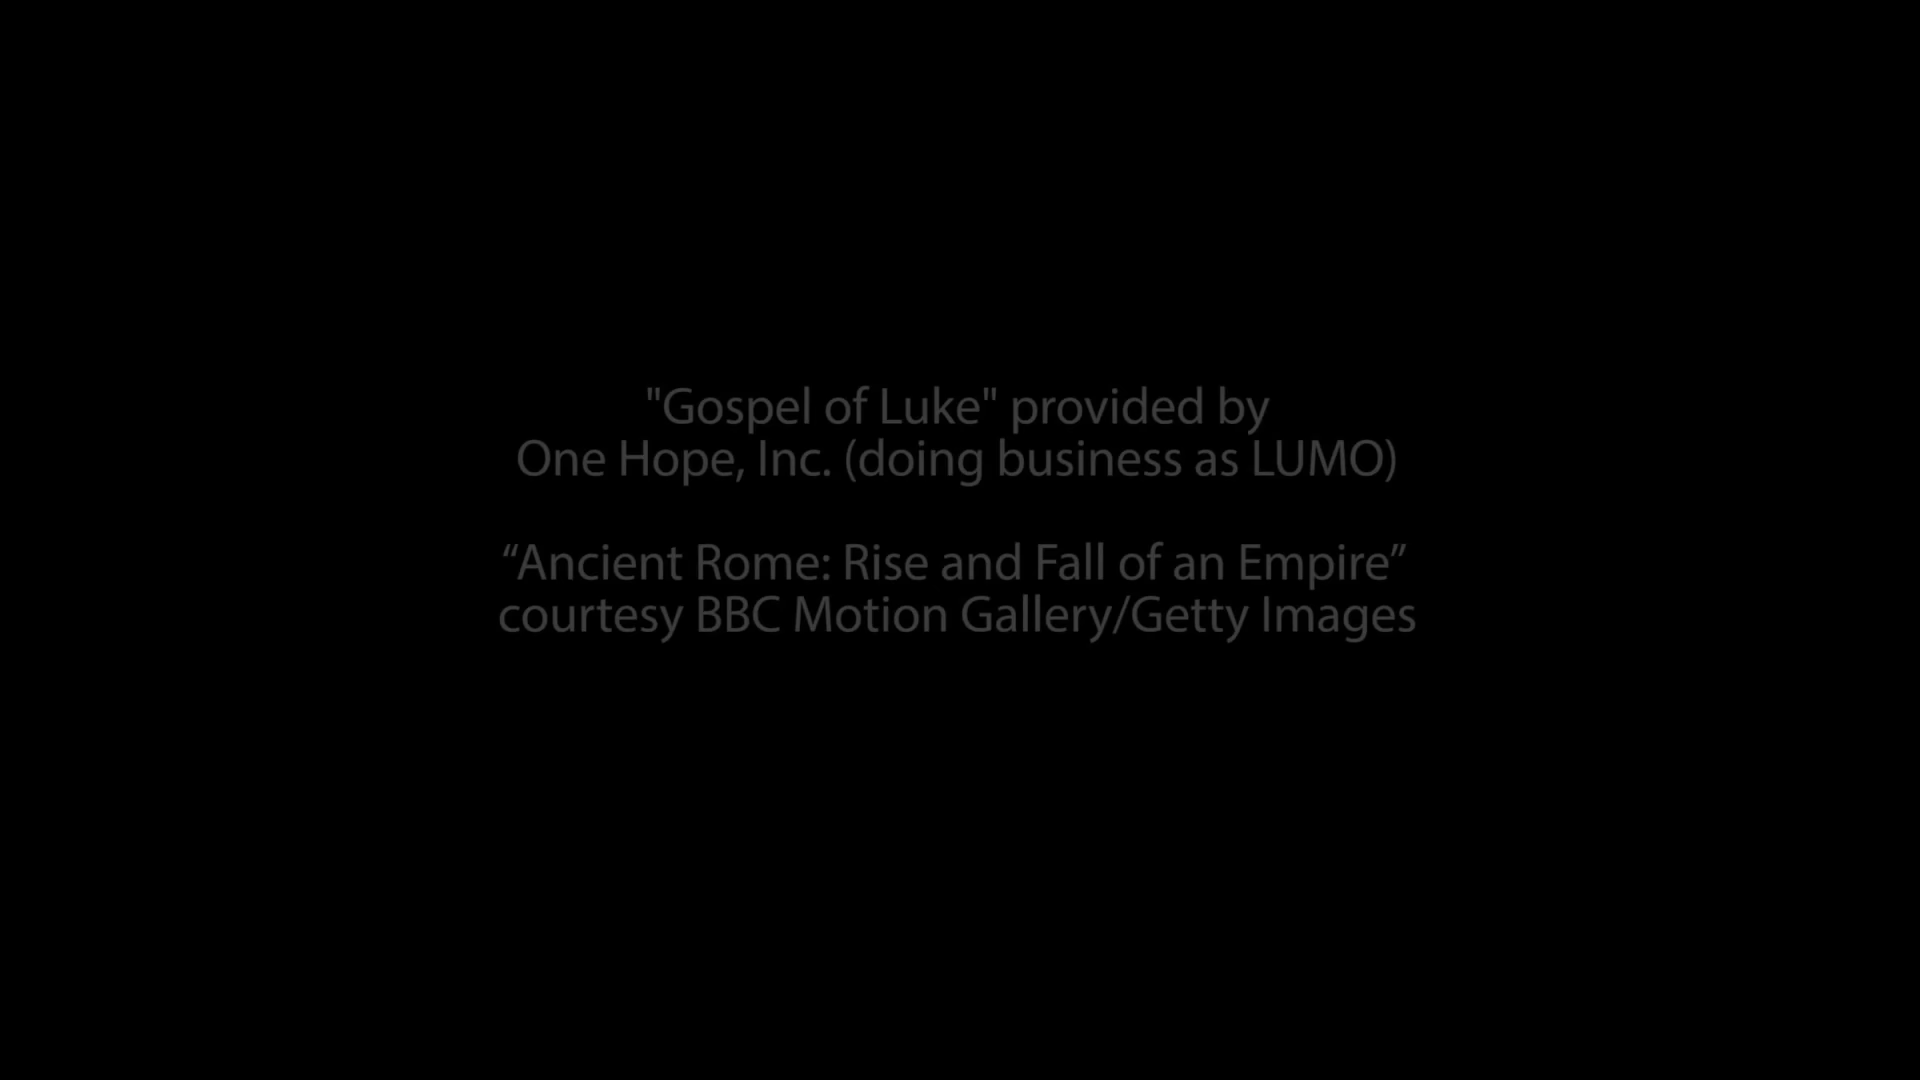 "Gospel of Luke" provided by
One Hope, Inc. (doing business as LUMO)
“Ancient Rome: Rise and Fall of an Empire”
courtesy BBC Motion Gallery/Getty Images